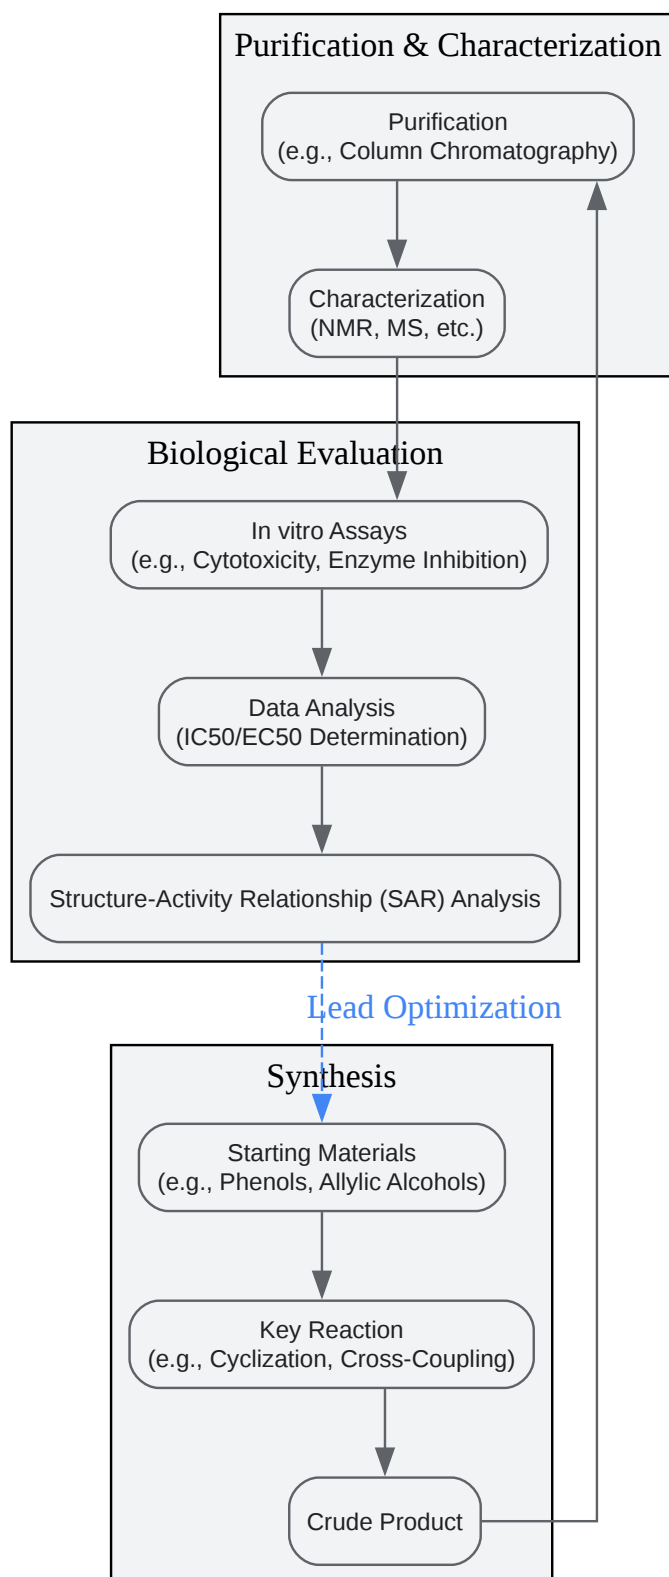 Purification & Characterization
Purification
(e.g., Column Chromatography)
Characterization
(NMR, MS, etc.)
Biological Evaluation
In vitro Assays
(e.g., Cytotoxicity, Enzyme Inhibition)
Data Analysis
(IC50/EC50 Determination)
Structure-Activity Relationship (SAR) Analysis
Lead Optimization
Synthesis
Starting Materials
(e.g., Phenols, Allylic Alcohols)
Key Reaction
(e.g., Cyclization, Cross-Coupling)
Crude Product